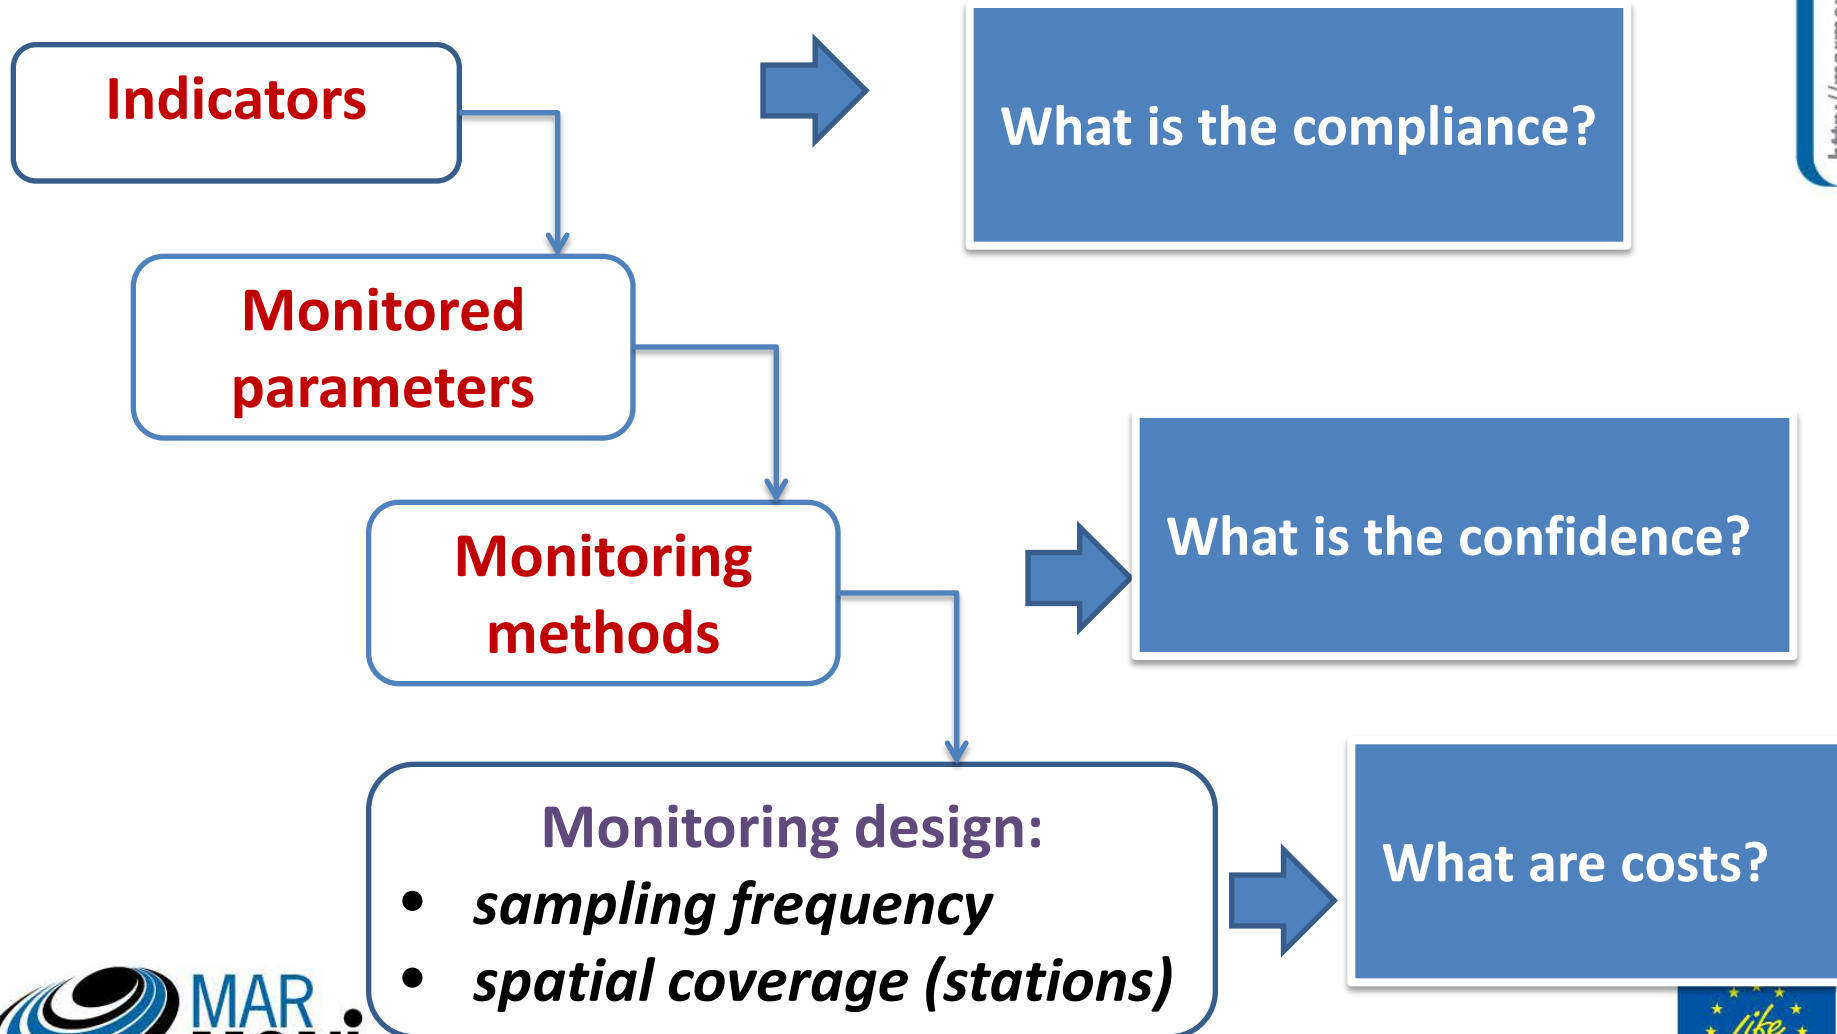 Indicators
What is the compliance?
Monitored
parameters
Monitoring
methods
What is the confidence?
Monitoring design:
• sampling frequency
• spatial coverage (stations)
What are costs?
MAR
life